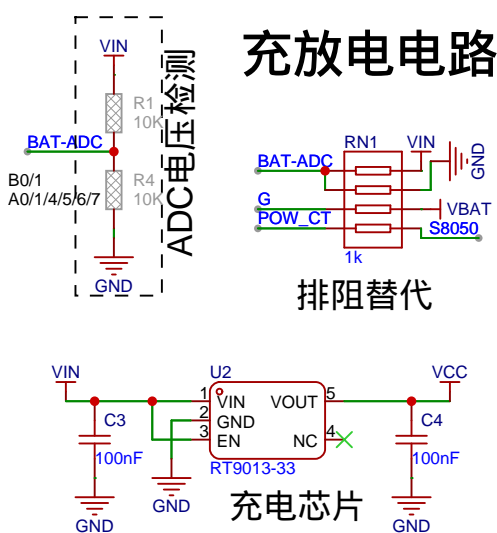 充放电电路
VIN
R1
10K
BAT-ADC
B0/1
A0/1/4/5/6/7
R4
10K
GND
ADC电压检测
RN1
VIN
GND
BAT-ADC
G
POW_CT
VBAT
S8050
1k
排阻替代
VIN
U2
VCC
1
VIN
VOUT
5
2
GND
3
EN
NC
4
C3
100nF
C4
100nF
RT9013-33
GND
GND
GND
充电芯片